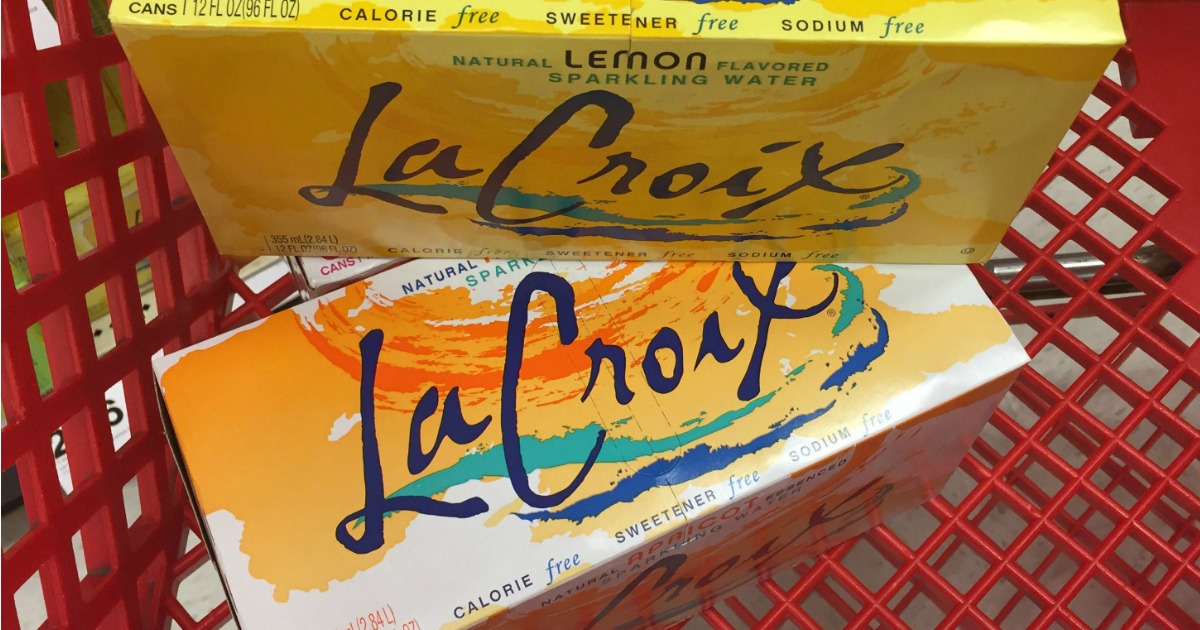 CANS | 12 FL OZ (96 FL OZ)
CALORIE free SWEETENER free SODIUM free
NATURAL LEMON FLAVORED
SPARKLING WATER
LaCroix®
355 mL (2.84 L)
12 FL OZ (96 FL OZ)
CALORIE free SWEETENER free SODIUM free
CANS
NATURAL
SPARK
LaCroix®
CALORIE free SWEETENER free SODIUM free
NATURAL APRICOT ESSENCED
SPARKLING WATER
Croix
mL (2.84 L)